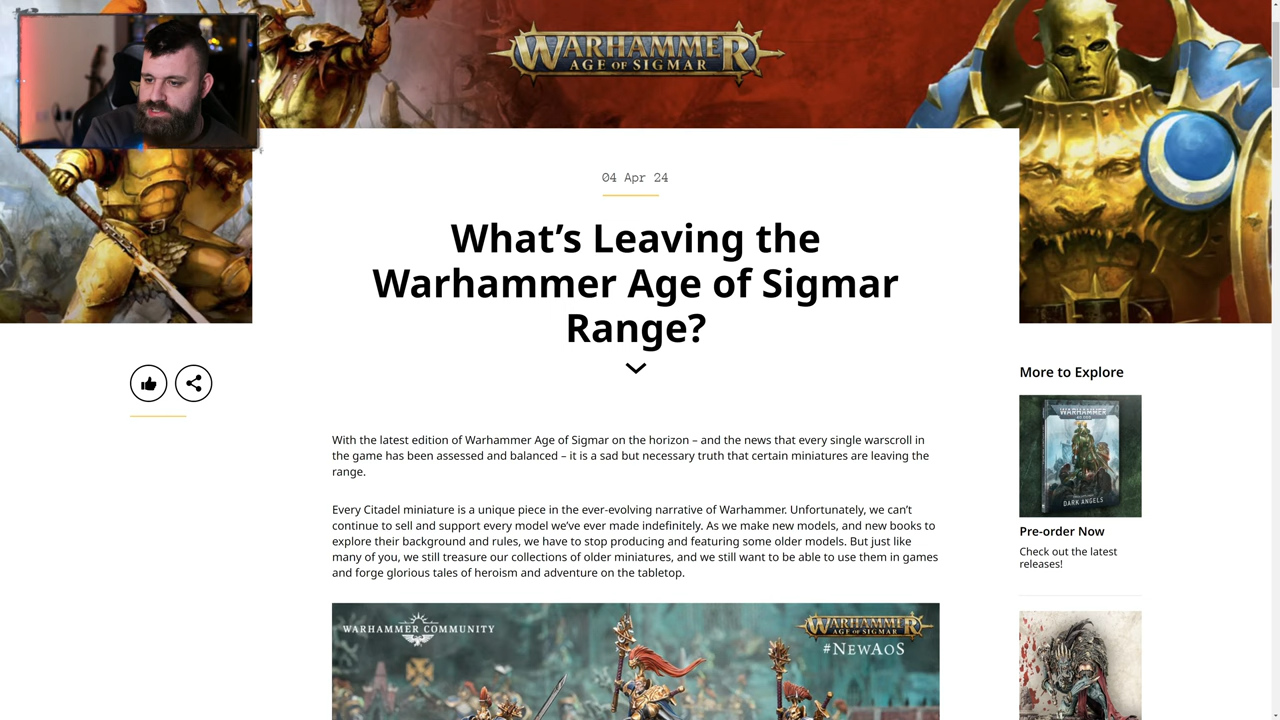 WARHAMMER
AGE OF SIGMAR
04 Apr 24
What’s Leaving the
Warhammer Age of Sigmar
Range?
With the latest edition of Warhammer Age of Sigmar on the horizon – and the news that every single warscroll in
the game has been assessed and balanced – it is a sad but necessary truth that certain miniatures are leaving the
range.
Every Citadel miniature is a unique piece in the ever-evolving narrative of Warhammer. Unfortunately, we can’t
continue to sell and support every model we’ve ever made indefinitely. As we make new models, and new books to
explore their background and rules, we have to stop producing and featuring some older models. But just like
many of you, we still treasure our collections of older miniatures, and we still want to be able to use them in games
and forge glorious tales of heroism and adventure on the tabletop.
WARHAMMER COMMUNITY
WARHAMMER
AGE OF SIGMAR
#NEWAOS
More to Explore
WARHAMMER
DARK ANGELS
Pre-order Now
Check out the latest
releases!